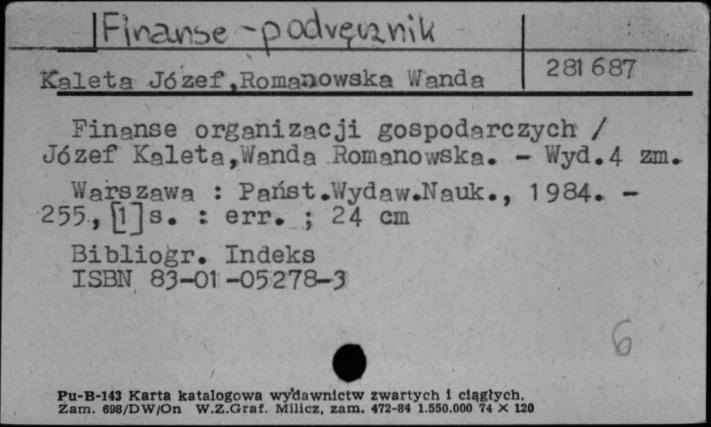 Finanse - podręcznik
Kaleta Józef,Romanowska Wanda
281687
Finanse organizacji gospodarczych /
Józef Kaleta,Wanda Romanowska. - Wyd.4 zm.
Warszawa : Państ.Wydaw.Nauk., 1984. -
255, [1]s. : err. ; 24 cm
Bibliogr. Indeks
ISBN 83-01-05278-3
6
Pu-B-143 Karta katalogowa wydawnictw zwartych i ciągłych.
Zam. 698/DW/On W.Z.Graf. Milicz, zam. 472-84 1.550.000 74 X 120